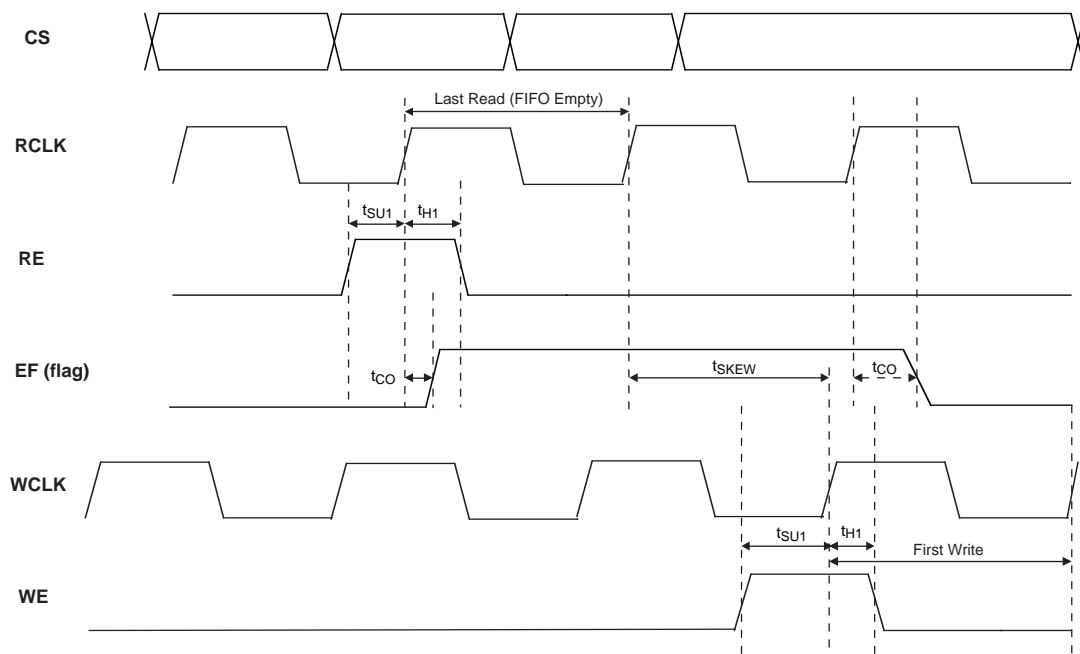 CS
Last Read (FIFO Empty)
RCLK
tSU1 tH1
RE
EF (flag)
tCO tSKEW tCO
WCLK
tSU1 tH1 First Write
WE